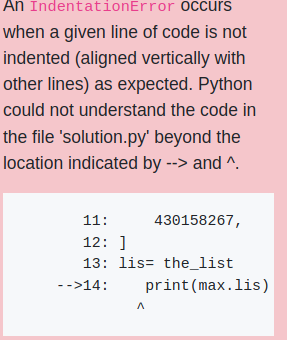 An IndentationError occurs
when a given line of code is not
indented (aligned vertically with
other lines) as expected. Python
could not understand the code in
the file 'solution.py' beyond the
location indicated by --> and ^.
11:     430158267,
12: ]
13: lis= the_list
-->14:    print(max.lis)
^